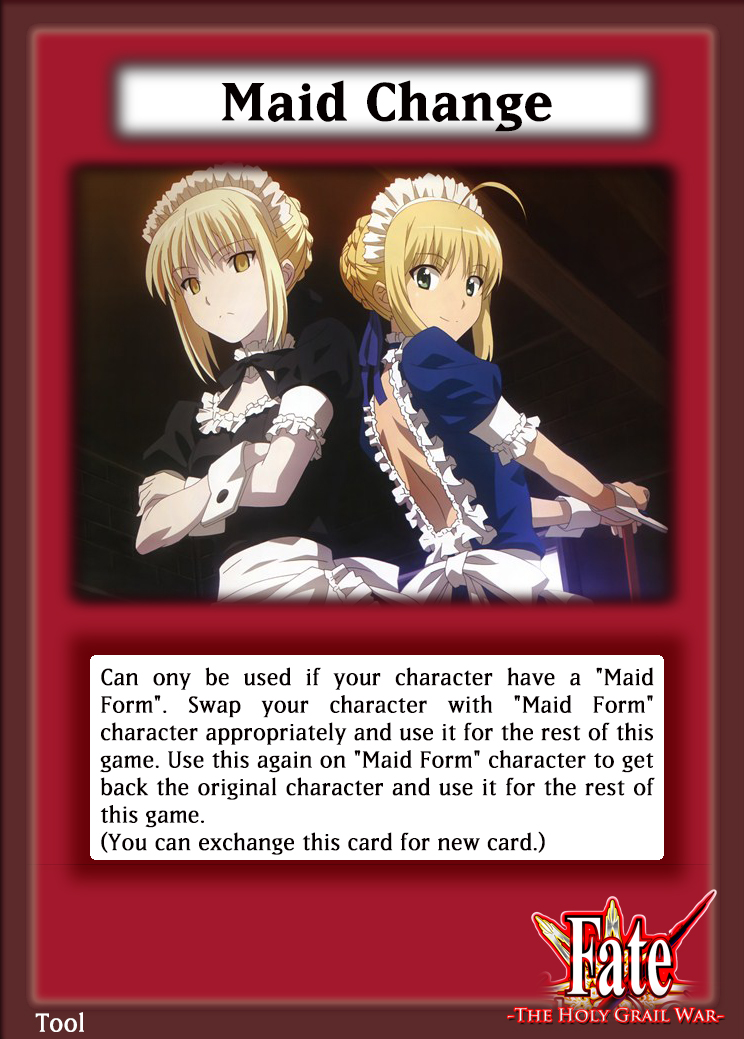 Maid Change
Can ony be used if your character have a "Maid
Form". Swap your character with "Maid Form"
character appropriately and use it for the rest of this
game. Use this again on "Maid Form" character to get
back the original character and use it for the rest of
this game.
(You can exchange this card for new card.)
Fate
-THE HOLY GRAIL WAR-
Tool